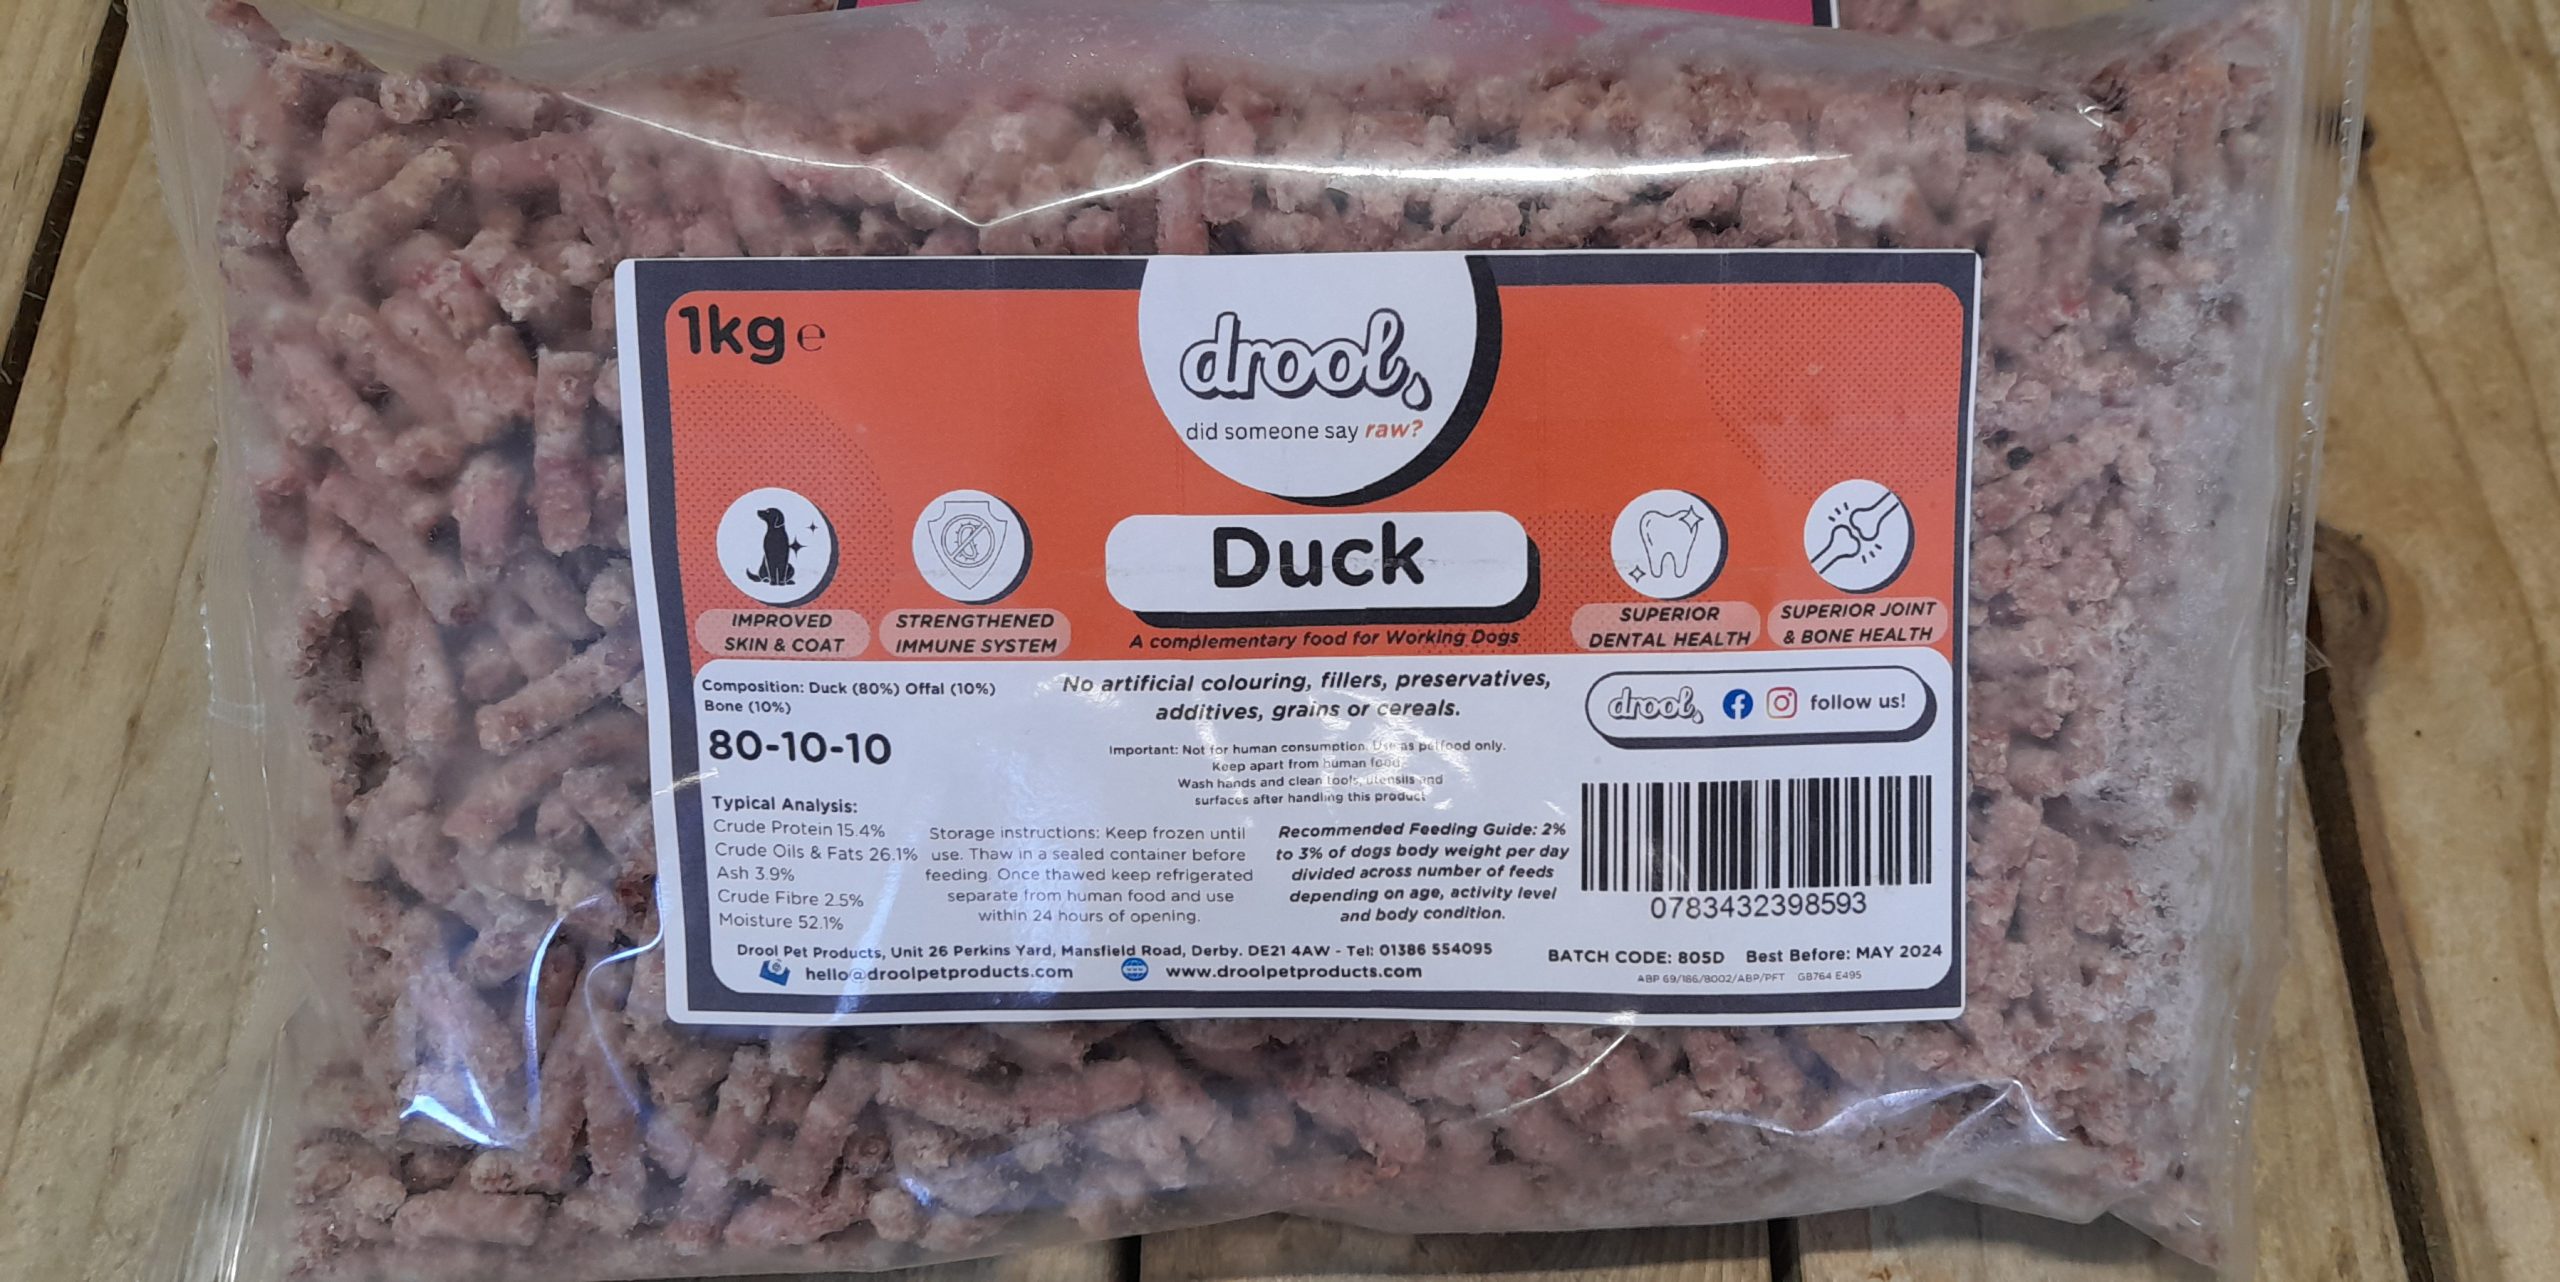 1kg e
drool
did someone say raw?
Duck
A complementary food for Working Dogs
IMPROVED
SKIN & COAT
STRENGTHENED
IMMUNE SYSTEM
SUPERIOR
DENTAL HEALTH
SUPERIOR JOINT
& BONE HEALTH
Composition: Duck (80%) Offal (10%)
Bone (10%)
80-10-10
Typical Analysis:
Crude Protein 15.4%
Crude Oils & Fats 26.1%
Ash 3.9%
Crude Fibre 2.5%
Moisture 52.1%
No artificial colouring, fillers, preservatives,
additives, grains or cereals.
Important: Not for human consumption. Use as petfood only.
Keep apart from human food
Wash hands and clean tools, utensils and
surfaces after handling this product
Storage instructions: Keep frozen until
use. Thaw in a sealed container before
feeding. Once thawed keep refrigerated
separate from human food and use
within 24 hours of opening.
Recommended Feeding Guide: 2%
to 3% of dogs body weight per day
divided across number of feeds
depending on age, activity level
and body condition.
drool follow us!
0783432398593
Drool Pet Products, Unit 26 Perkins Yard, Mansfield Road, Derby. DE21 4AW - Tel: 01386 554095
hello@droolpetproducts.com www.droolpetproducts.com
BATCH CODE: 805D Best Before: MAY 2024
ABP 69/186/8002/ABP/PFT GB764 E495